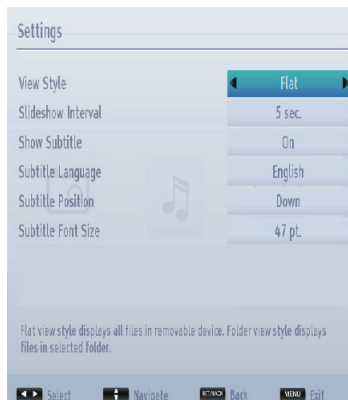 Settings
View Style Flat
Slideshow Interval 5 sec.
Show Subtitle On
Subtitle Language English
Subtitle Position Down
Subtitle Font Size 47 pt.
Flat view style displays all files in removable device. Folder view style displays
files in selected folder.
Select Navigate RET/BACK Back MENU Exit